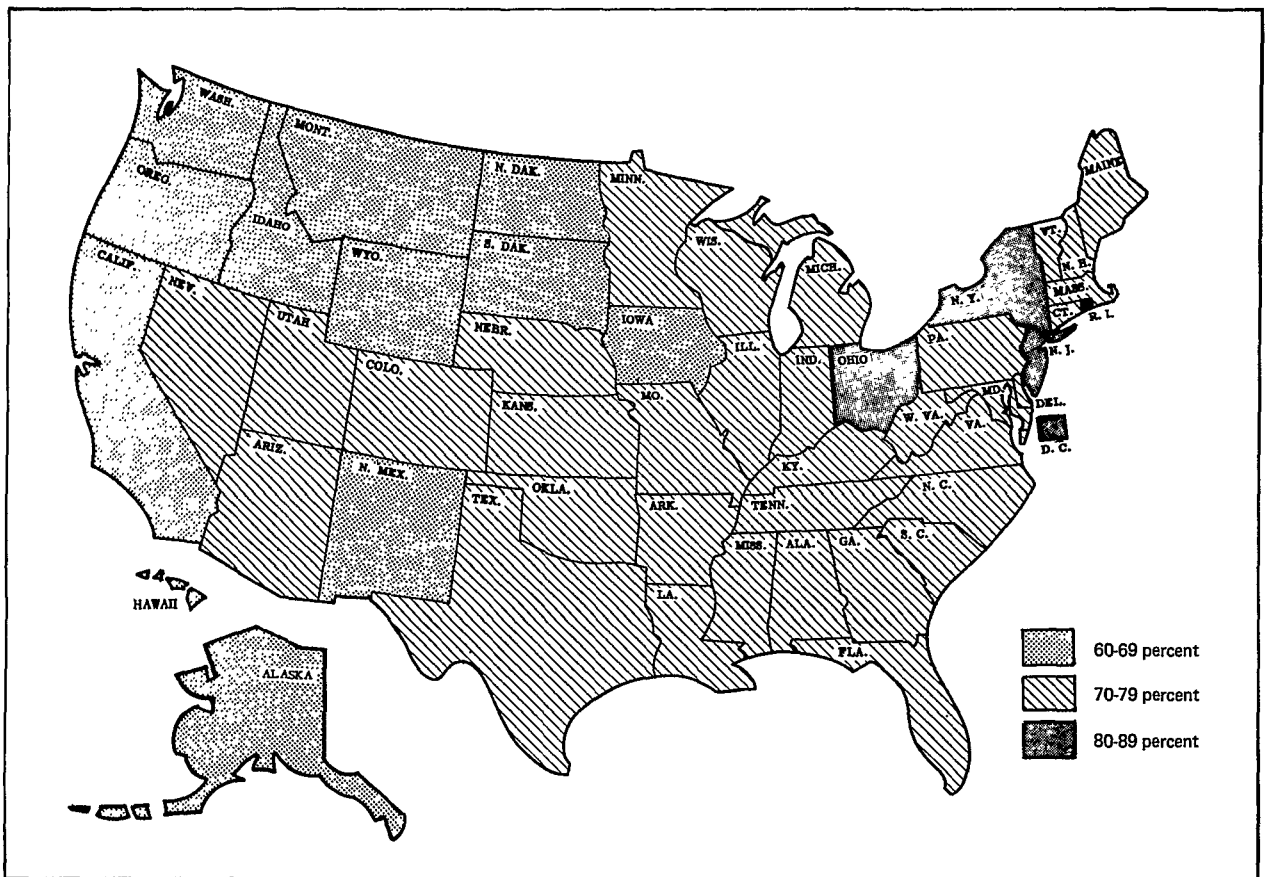 WASH.
MONT.
N. DAK.
MINN.
MAINE
OREG.
IDAHO
S. DAK.
WIS.
VT.
CALIF.
WYO.
MICH.
N. H.
NEV.
N. Y.
MASS.
UTAH
NEBR.
IOWA
CT.
R. I.
COLO.
ILL.
IND.
OHIO
PA.
N. J.
KANS.
MO.
MD.
DEL.
W. VA.
VA.
D. C.
ARIZ.
N. MEX.
KY.
OKLA.
N. C.
TEX.
ARK.
TENN.
MISS.
ALA.
GA.
S. C.
LA.
HAWAII
FLA.
ALASKA
60-69 percent
70-79 percent
80-89 percent